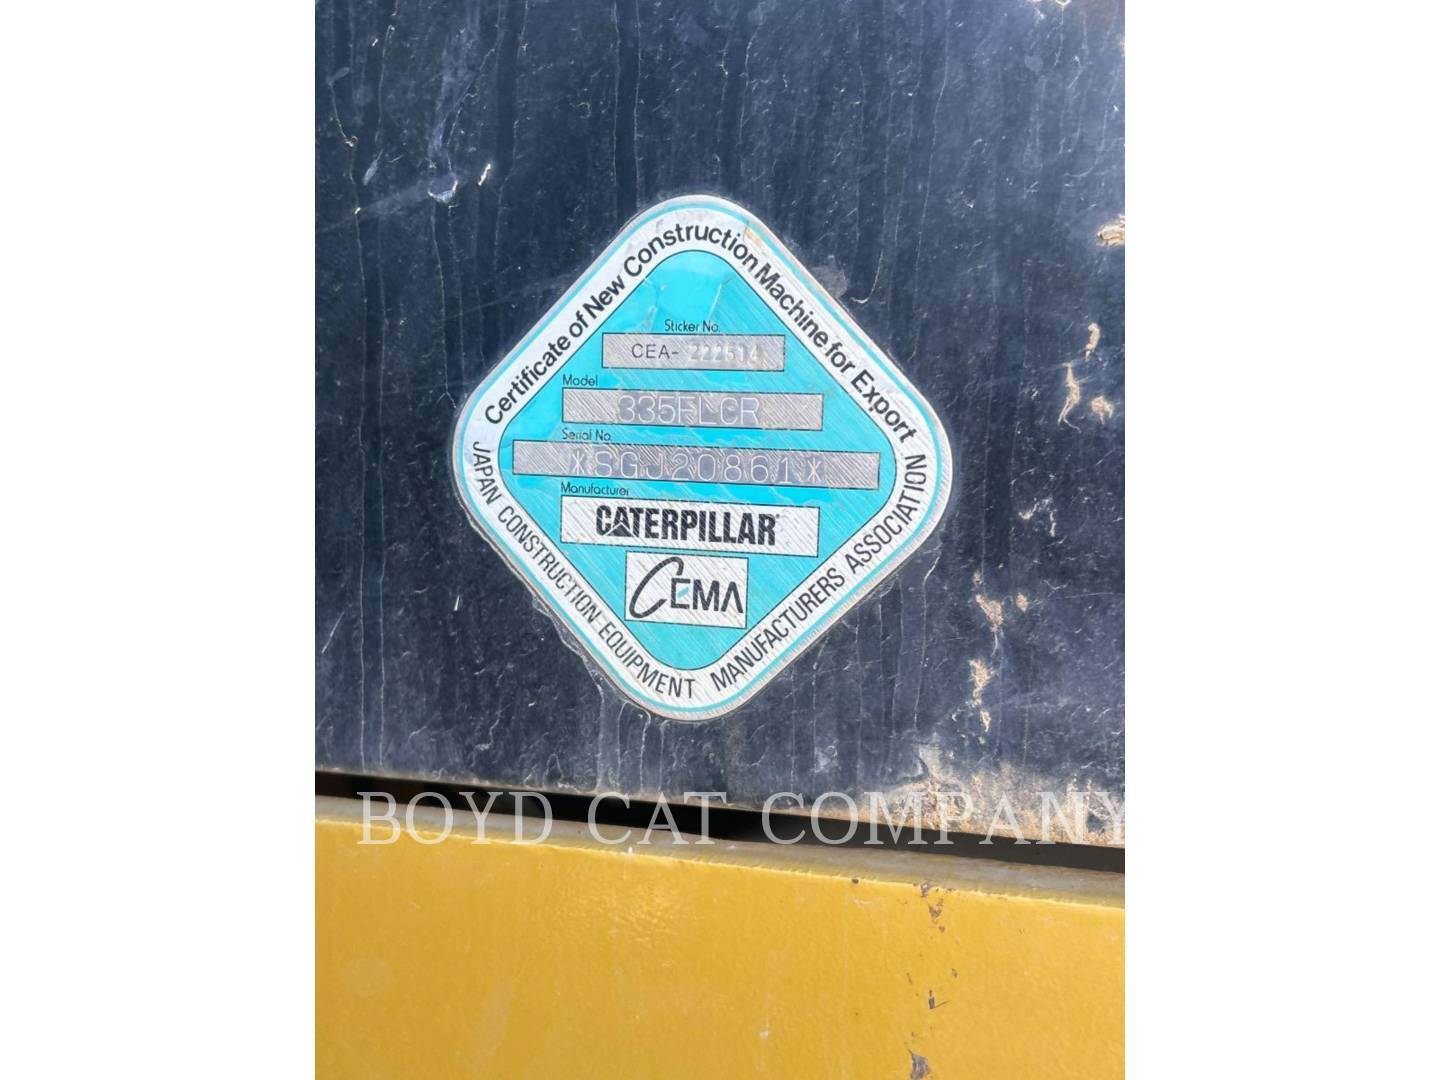 Certificate of New Construction Machine for Export
Sticker No.
CEA- 222514
Model
335FLCR
Serial No.
*SGJ20861*
Manufacturer
CATERPILLAR
CEMA
JAPAN CONSTRUCTION EQUIPMENT MANUFACTURERS ASSOCIATION
BOYD CAT COMPANY